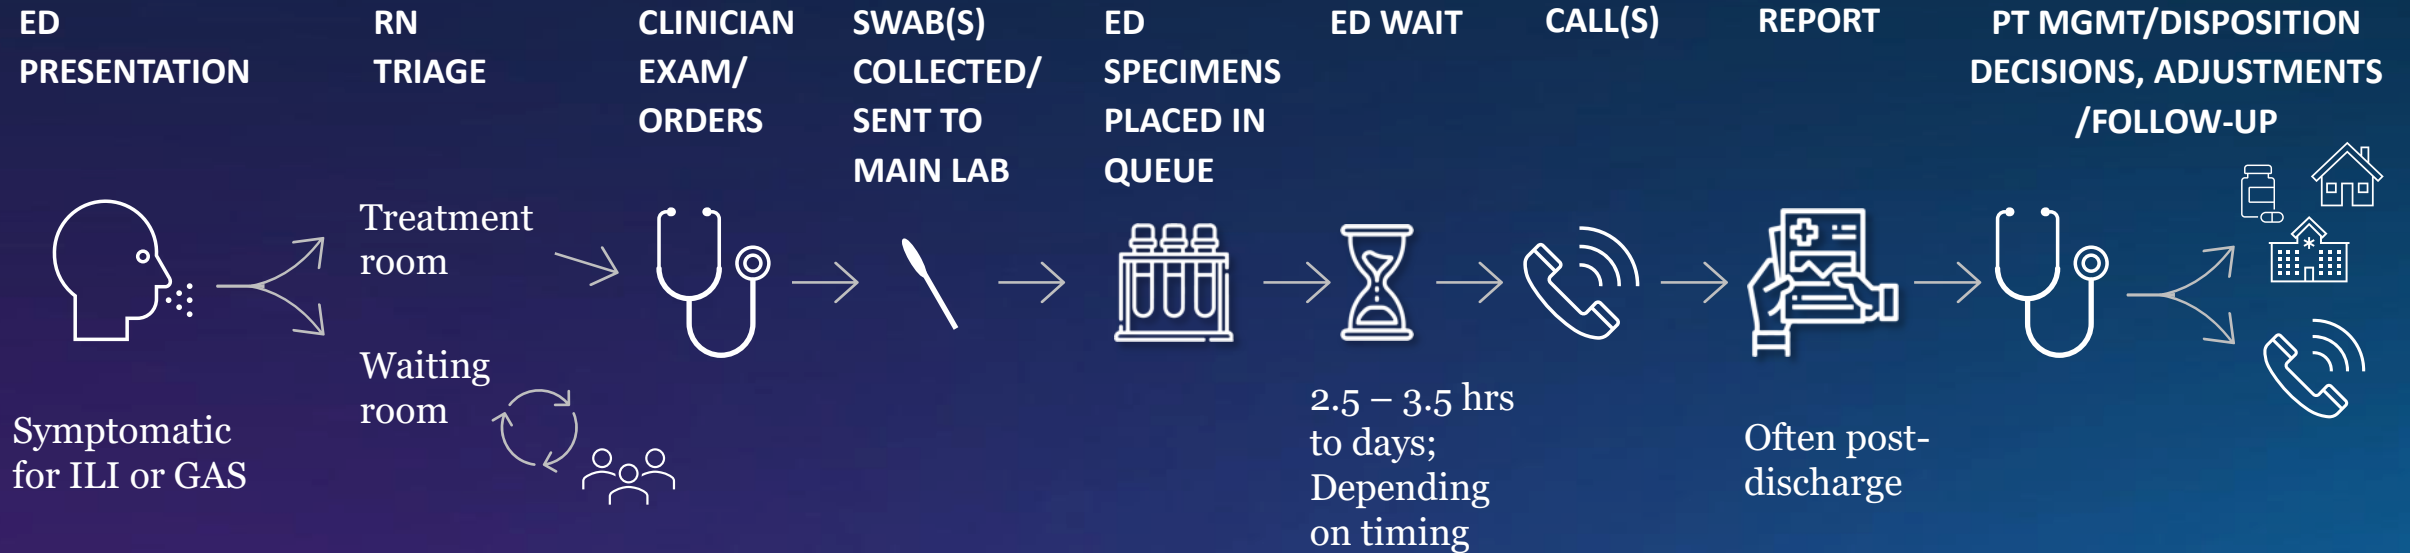 ED
PRESENTATION
RN
TRIAGE
CLINICIAN
EXAM/
ORDERS
SWAB(S)
COLLECTED/
SENT TO
MAIN LAB
ED
SPECIMENS
PLACED IN
QUEUE
ED WAIT
CALL(S)
REPORT
PT MGMT/DISPOSITION
DECISIONS, ADJUSTMENTS
/FOLLOW-UP
Symptomatic
for ILI or GAS
Treatment
room
Waiting
room
2.5 – 3.5 hrs
to days;
Depending
on timing
Often post-
discharge